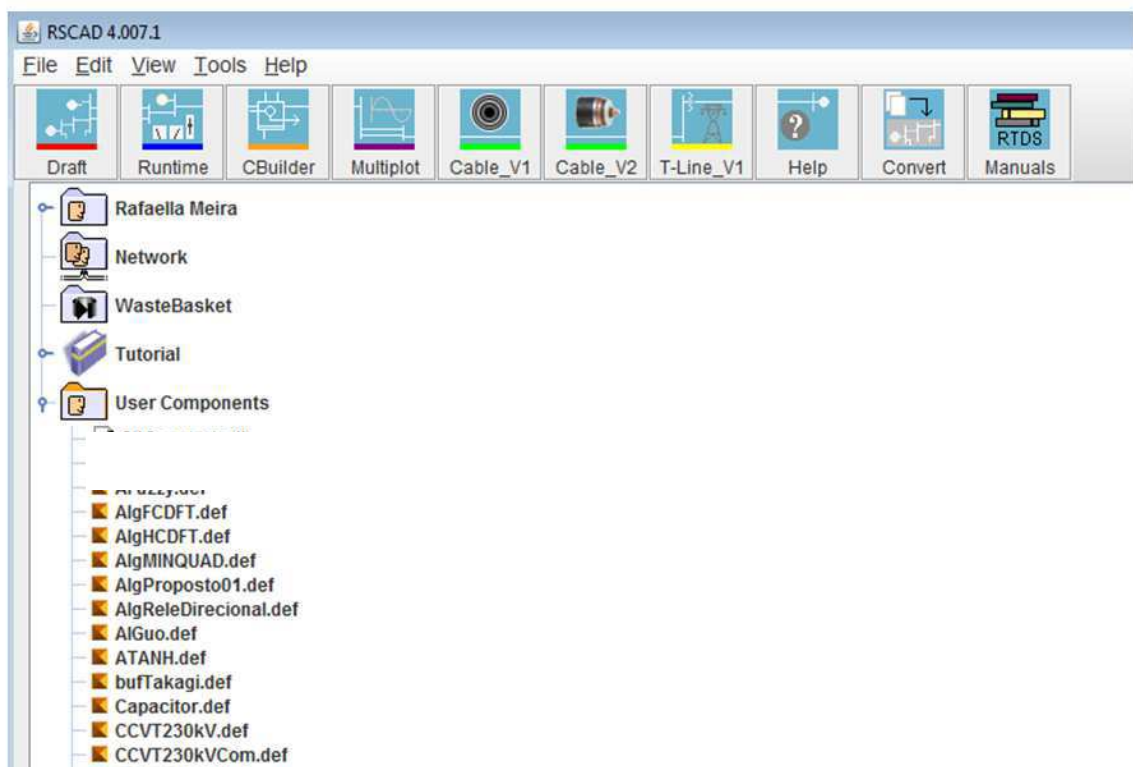 RSCAD 4.007.1
File Edit View Tools Help
RTDS
Draft Runtime CBuilder Multiplot Cable_V1 Cable_V2 T-Line_V1 Help Convert Manuals
Rafaella Meira
Network
WasteBasket
Tutorial
User Components
AlgFCDFT.def
AlgHCDFT.def
AlgMINQUAD.def
AlgProposto01.def
AlgReleDirecional.def
AlGuo.def
ATANH.def
bufTakagi.def
Capacitor.def
CCVT230kV.def
CCVT230kVCom.def